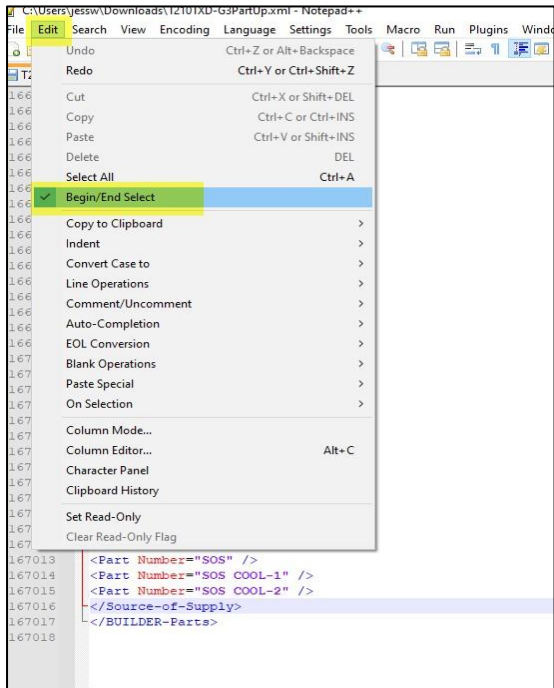 C:\Users\jessw\Downloads\T2101XD-G3PartUp.xml - Notepad++
File Edit Search View Encoding Language Settings Tools Macro Run Plugins Windo
Undo Ctrl+Z or Alt+Backspace
Redo Ctrl+Y or Ctrl+Shift+Z
Cut Ctrl+X or Shift+DEL
Copy Ctrl+C or Ctrl+INS
Paste Ctrl+V or Shift+INS
Delete DEL
Select All Ctrl+A
Begin/End Select
Copy to Clipboard
Indent
Convert Case to
Line Operations
Comment/Uncomment
Auto-Completion
EOL Conversion
Blank Operations
Paste Special
On Selection
Column Mode...
Column Editor... Alt+C
Character Panel
Clipboard History
Set Read-Only
Clear Read-Only Flag
167013 <Part Number="SOS" />
167014 <Part Number="SOS COOL-1" />
167015 <Part Number="SOS COOL-2" />
167016 </Source-of-Supply>
167017 </BUILDER-Parts>
167018